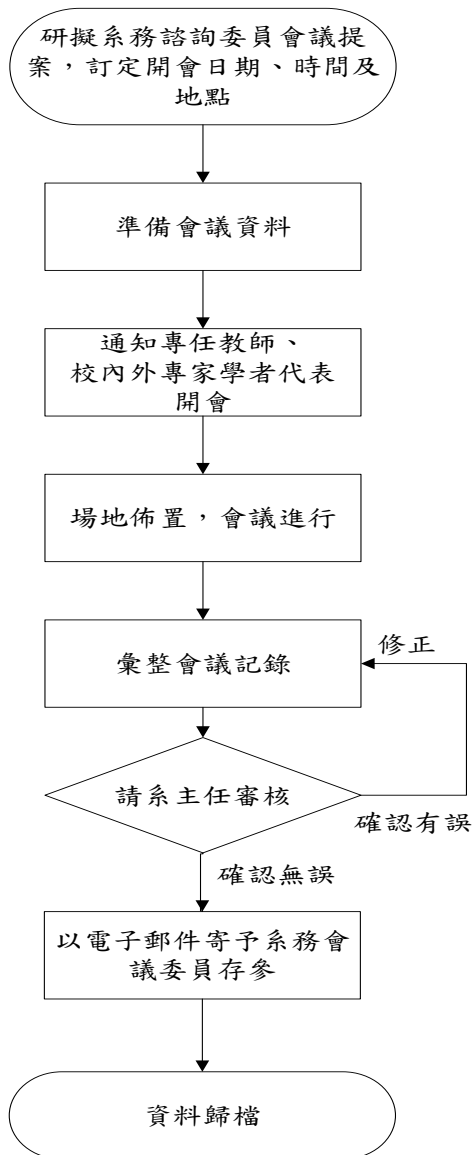 研擬系務諮詢委員會議提
案，訂定開會日期、時間及
地點
準備會議資料
通知專任教師、
校內外專家學者代表
開會
場地佈置，會議進行
彙整會議記錄
修正
請系主任審核
確認有誤
確認無誤
以電子郵件寄予系務會
議委員存參
資料歸檔